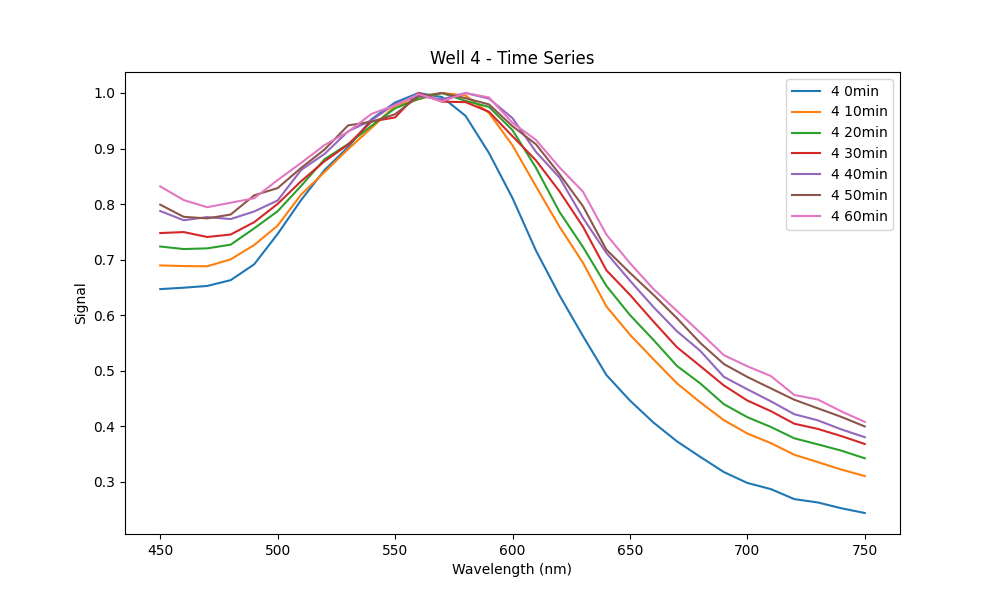 Well 4 - Time Series
1.0
0.9
0.8
0.7
0.6
0.5
0.4
0.3
Signal
450
500
550
600
650
700
750
Wavelength (nm)
4 0min
4 10min
4 20min
4 30min
4 40min
4 50min
4 60min